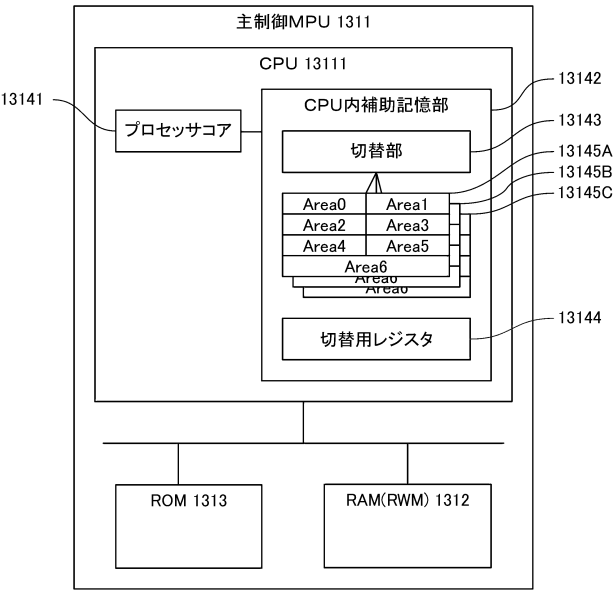 主制御MPU 1311
CPU 13111
13141
プロセッサコア
CPU内補助記憶部
13142
切替部
13143
13145A
13145B
13145C
Area0
Area1
Area2
Area3
Area4
Area5
Area6
Area6
Area6
切替用レジスタ
13144
ROM 1313
RAM(RWM) 1312